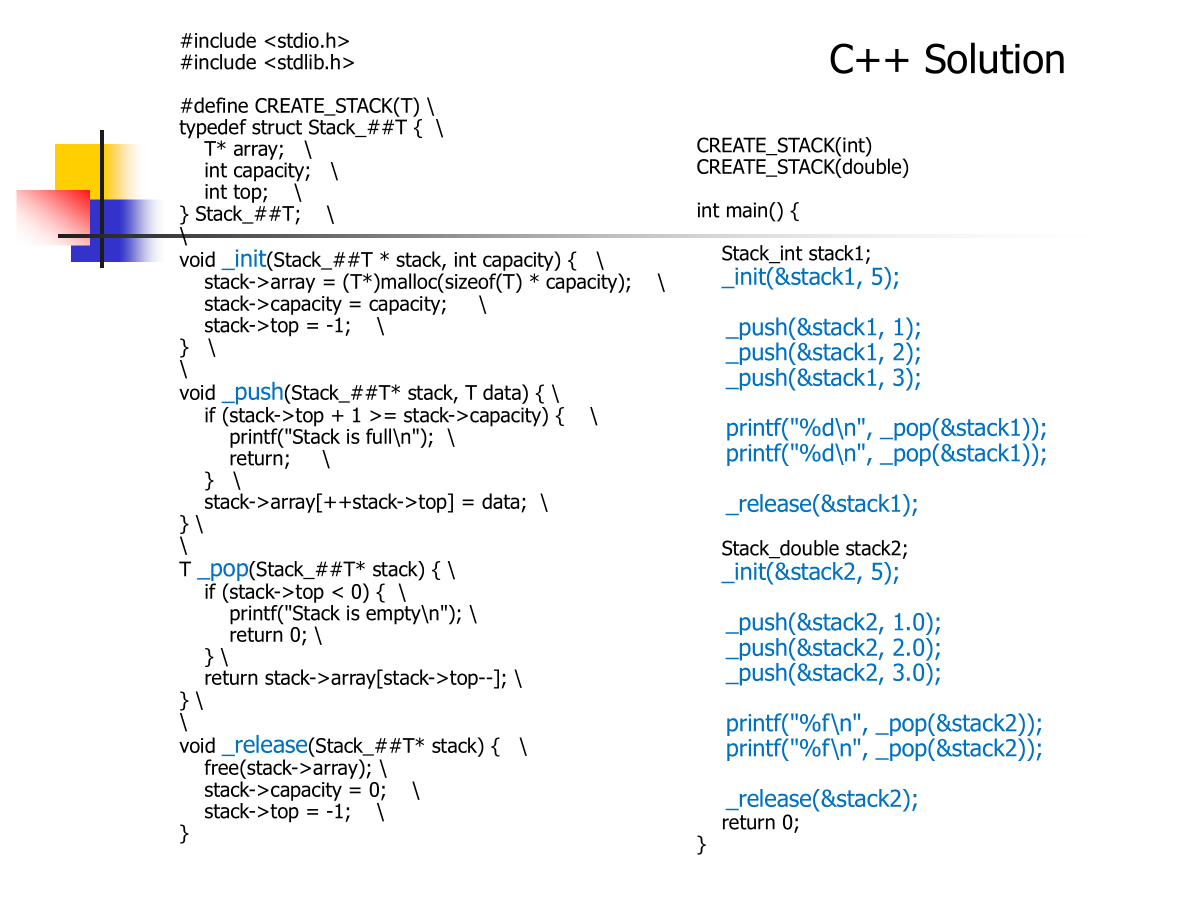 C++ Solution
#include <stdio.h>
#include <stdlib.h>
#define CREATE_STACK(T) \
typedef struct Stack_##T { \
T* array; \
int capacity; \
int top; \
} Stack_##T; \
\
void _init(Stack_##T * stack, int capacity) { \
stack->array = (T*)malloc(sizeof(T) * capacity); \
stack->capacity = capacity; \
stack->top = -1; \
} \
\
void _push(Stack_##T* stack, T data) { \
if (stack->top + 1 >= stack->capacity) { \
printf("Stack is full\n"); \
return; \
} \
stack->array[++stack->top] = data; \
} \
\
T _pop(Stack_##T* stack) { \
if (stack->top < 0) { \
printf("Stack is empty\n"); \
return 0; \
} \
return stack->array[stack->top--]; \
} \
\
void _release(Stack_##T* stack) { \
free(stack->array); \
stack->capacity = 0; \
stack->top = -1; \
}
CREATE_STACK(int)
CREATE_STACK(double)
int main() {
Stack_int stack1;
_init(&stack1, 5);
_push(&stack1, 1);
_push(&stack1, 2);
_push(&stack1, 3);
printf("%d\n", _pop(&stack1));
printf("%d\n", _pop(&stack1));
_release(&stack1);
Stack_double stack2;
_init(&stack2, 5);
_push(&stack2, 1.0);
_push(&stack2, 2.0);
_push(&stack2, 3.0);
printf("%f\n", _pop(&stack2));
printf("%f\n", _pop(&stack2));
_release(&stack2);
return 0;
}